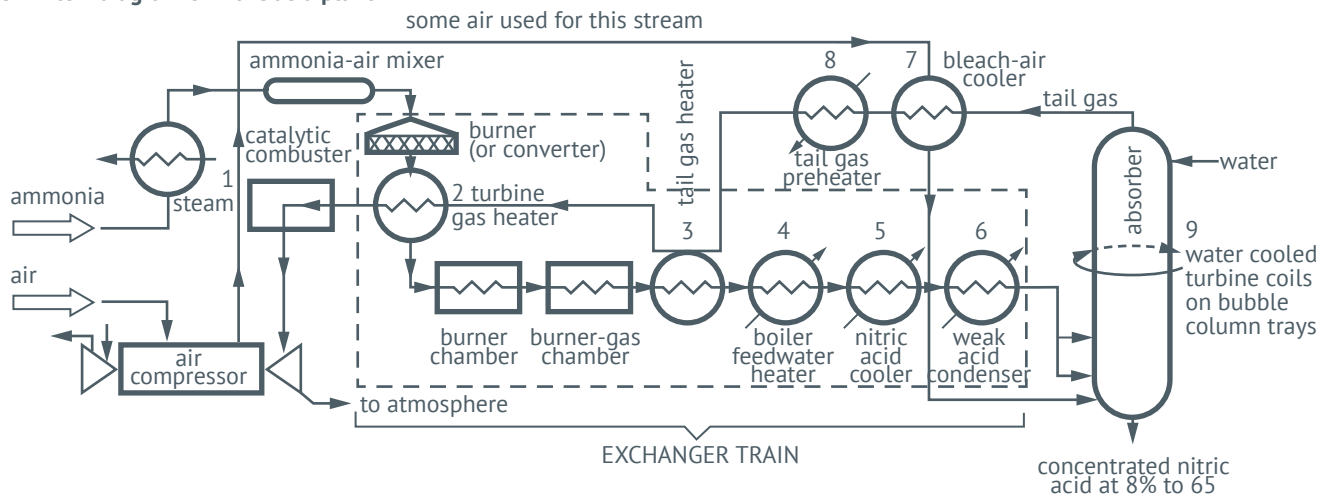 some air used for this stream
ammonia-air mixer
8
7
bleach-air
cooler
tail gas heater
tail gas
catalytic
combuster
burner
(or converter)
tail gas
preheater
absorber
water
1
steam
ammonia
2 turbine
gas heater
3
4
5
6
9
water cooled
turbine coils
on bubble
column trays
air
burner
chamber
burner-gas
chamber
boiler
feedwater
heater
nitric
acid
cooler
weak
acid
condenser
air
compressor
to atmosphere
EXCHANGER TRAIN
concentrated nitric
acid at 8% to 65